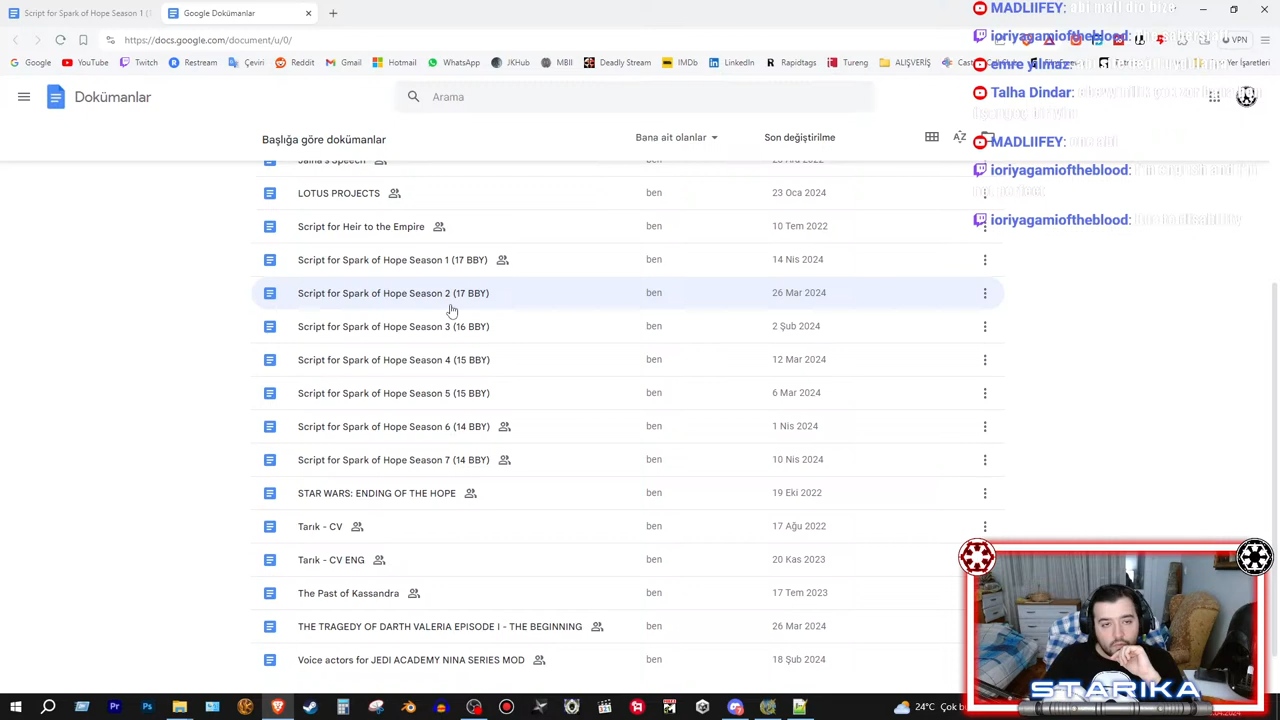 Script for Spark of Hope Season 1 (1
Google Dokümanlar
https://docs.google.com/document/u/0/
VPN
Google
YouTube
Twitch
Restream
Çeviri
Reddit
Gmail
Hotmail
WhatsApp
JKHub
MBII
Deadly Stream
IMDb
LinkedIn
Rapidtags
Tureng
ALIŞVERİŞ
Yer İşaretleri
Dokümanlar
Arama
Başlığa göre dokümanlar
Bana ait olanlar
Son değiştirilme
Jaina's Speech
LOTUS PROJECTS ben 23 Oca 2024
Script for Heir to the Empire ben 10 Tem 2022
Script for Spark of Hope Season 1 (17 BBY) ben 14 Nis 2024
Script for Spark of Hope Season 2 (17 BBY) ben 26 Mar 2024
Script for Spark of Hope Season 3 (16 BBY) ben 2 Şub 2024
Script for Spark of Hope Season 4 (15 BBY) ben 12 Mar 2024
Script for Spark of Hope Season 5 (15 BBY) ben 6 Mar 2024
Script for Spark of Hope Season 6 (14 BBY) ben 1 Nis 2024
Script for Spark of Hope Season 7 (14 BBY) ben 10 Nis 2024
STAR WARS: ENDING OF THE HOPE ben 19 Eki 2022
Tarık - CV ben 17 Ağu 2022
Tarık - CV ENG ben 20 Kas 2023
The Past of Kassandra ben 17 Tem 2023
THE TRAGEDY OF DARTH VALERIA EPISODE I - THE BEGINNING ben 26 Mar 2024
Voice actors for JEDI ACADEMY NINA SERIES MOD ben 18 Şub 2024
MADLIIFEY:
ioriyagamioftheblood:
emre yılmaz:
Talha Dindar:
MADLIIFEY:
ioriyagamioftheblood:
ioriyagamioftheblood:
STARIKA
24°C